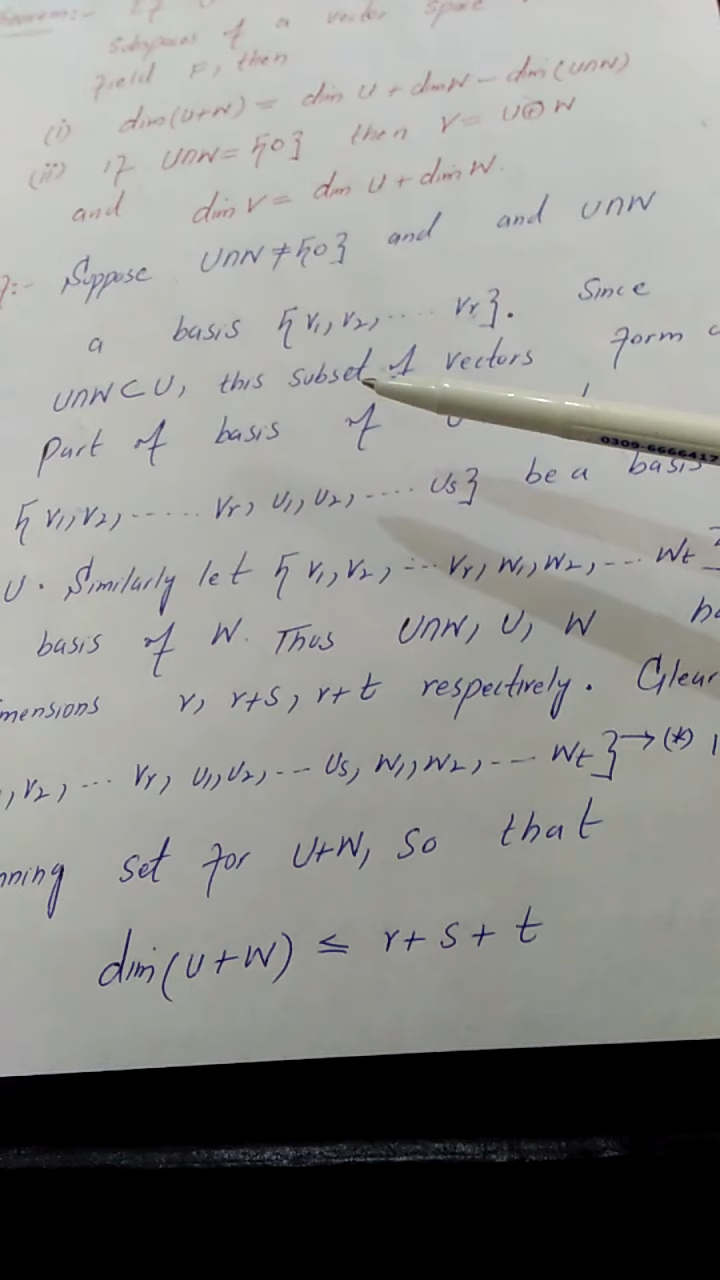 Subspaces of a vector space
field F, then
(i) dim(U+W) = dim U + dim W - dim(U∩W)
(ii) if U∩W = {0} then V = U⊕W
and dim V = dim U + dim W.
Suppose U∩W ≠ {0} and and U∩W
a basis {v1, v2, .... vr}. Since
U∩W ⊂ U, this subset of vectors form
Part of basis of U
0309-6666417
{v1, v2, ...... vr, u1, u2, ..... us} be a basis
U. Similarly let {v1, v2, ... vr, w1, w2, ... wt}
basis of W. Thus U∩W, U, W
mensions r, r+s, r+t respectively. Clear
, v2, ... vr, u1, u2, ... us, w1, w2, ... wt} → (*)
nning set for U+W, So that
dim(U+W) ≤ r+s+t